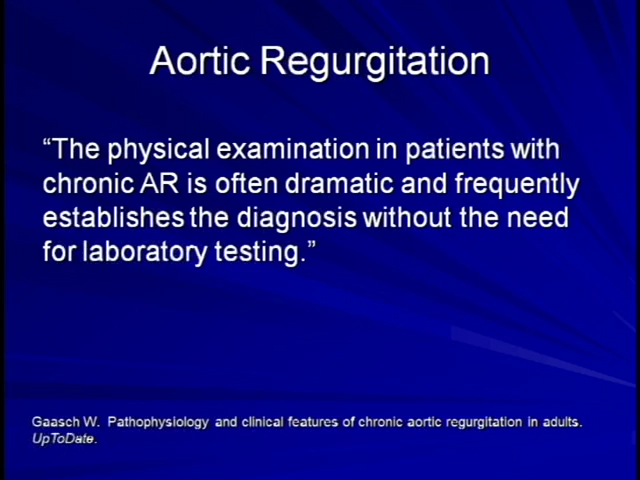 Aortic Regurgitation
“The physical examination in patients with
chronic AR is often dramatic and frequently
establishes the diagnosis without the need
for laboratory testing.”
Gaasch W.  Pathophysiology and clinical features of chronic aortic regurgitation in adults.
UpToDate.